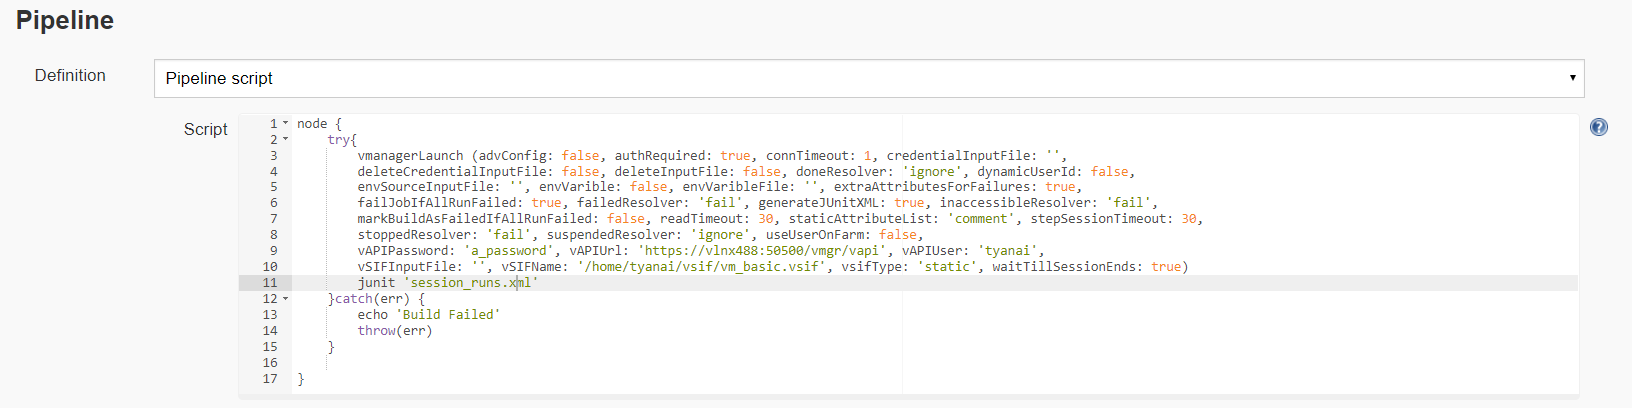 Pipeline
Definition
Pipeline script
Script
1 node {
2 try{
3 vmanagerLaunch (advConfig: false, authRequired: true, connTimeout: 1, credentialInputFile: '',
4 deleteCredentialInputFile: false, deleteInputFile: false, doneResolver: 'ignore', dynamicUserId: false,
5 envSourceInputFile: '', envVarible: false, envVaribleFile: '', extraAttributesForFailures: true,
6 failJobIfAllRunFailed: true, failedResolver: 'fail', generateJUnitXML: true, inaccessibleResolver: 'fail',
7 markBuildAsFailedIfAllRunFailed: false, readTimeout: 30, staticAttributeList: 'comment', stepSessionTimeout: 30,
8 stoppedResolver: 'fail', suspendedResolver: 'ignore', useUserOnFarm: false,
9 vAPIPassword: 'a_password', vAPIUrl: 'https://vlnx488:50500/vmgr/vapi', vAPIUser: 'tyanai',
10 vSIFInputFile: '', vSIFName: '/home/tyanai/vsif/vm_basic.vsif', vsifType: 'static', waitTillSessionEnds: true)
11 junit 'session_runs.xml'
12 }catch(err) {
13 echo 'Build Failed'
14 throw(err)
15 }
16
17 }